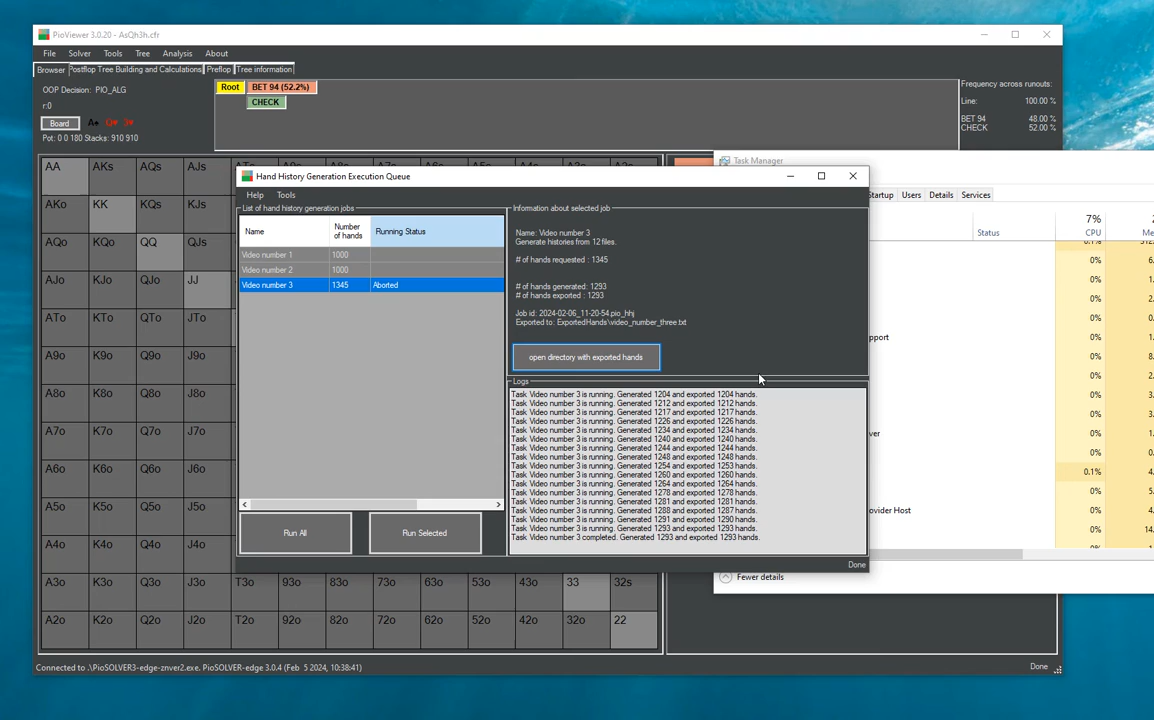 PioViewer 3.0.20 - AsQh3h.cfr
File Solver Tools Tree Analysis About
Browser Postflop Tree Building and Calculations Preflop Tree information
OOP Decision: PIO_ALG
r:0
Board
Pot: 0 0 180 Stacks: 910 910
Root BET 94 (52.2%)
CHECK
Frequency across runouts:
Line: 100.00 %
BET 94 48.00 %
CHECK 52.00 %
AA AKs AQs AJs
AKo KK KQs KJs
AQo KQo QQ QJs
AJo KJo QJo JJ
ATo KTo QTo JTo
A9o K9o Q9o J9o
A8o K8o Q8o J8o
A7o K7o Q7o J7o
A6o K6o Q6o J6o
A5o K5o Q5o J5o
A4o K4o Q4o J4o
A3o K3o Q3o J3o T3o 93o 83o 73o 63o 53o 43o 33 32s
A2o K2o Q2o J2o T2o 92o 82o 72o 62o 52o 42o 32o 22
Connected to .\PioSOLVER3-edge-znver2.exe. PioSOLVER-edge 3.0.4 (Feb 5 2024, 10:38:41)
Done
Hand History Generation Execution Queue
Help Tools
List of hand history generation jobs
Name Number of hands Running Status
Video number 1 1000
Video number 2 1000
Video number 3 1345 Aborted
Run All Run Selected
Information about selected job
Name: Video number 3
Generate histories from 12 files.
# of hands requested : 1345
# of hands generated: 1293
# of hands exported : 1293
Job id: 2024-02-06_11-20-54.pio_hhj
Exported to: ExportedHands\video_number_three.txt
open directory with exported hands
Logs
Task Video number 3 is running. Generated 1204 and exported 1204 hands.
Task Video number 3 is running. Generated 1212 and exported 1212 hands.
Task Video number 3 is running. Generated 1217 and exported 1217 hands.
Task Video number 3 is running. Generated 1226 and exported 1226 hands.
Task Video number 3 is running. Generated 1234 and exported 1234 hands.
Task Video number 3 is running. Generated 1240 and exported 1240 hands.
Task Video number 3 is running. Generated 1244 and exported 1244 hands.
Task Video number 3 is running. Generated 1248 and exported 1248 hands.
Task Video number 3 is running. Generated 1254 and exported 1253 hands.
Task Video number 3 is running. Generated 1260 and exported 1260 hands.
Task Video number 3 is running. Generated 1264 and exported 1264 hands.
Task Video number 3 is running. Generated 1278 and exported 1278 hands.
Task Video number 3 is running. Generated 1281 and exported 1281 hands.
Task Video number 3 is running. Generated 1288 and exported 1287 hands.
Task Video number 3 is running. Generated 1291 and exported 1290 hands.
Task Video number 3 is running. Generated 1293 and exported 1293 hands.
Task Video number 3 completed. Generated 1293 and exported 1293 hands.
Done
Task Manager
Startup Users Details Services
7%
Status CPU
0%
0%
0%
pport 0%
0%
0%
0%
ver 0%
0%
0.1%
0%
ovider Host 0%
0%
Fewer details